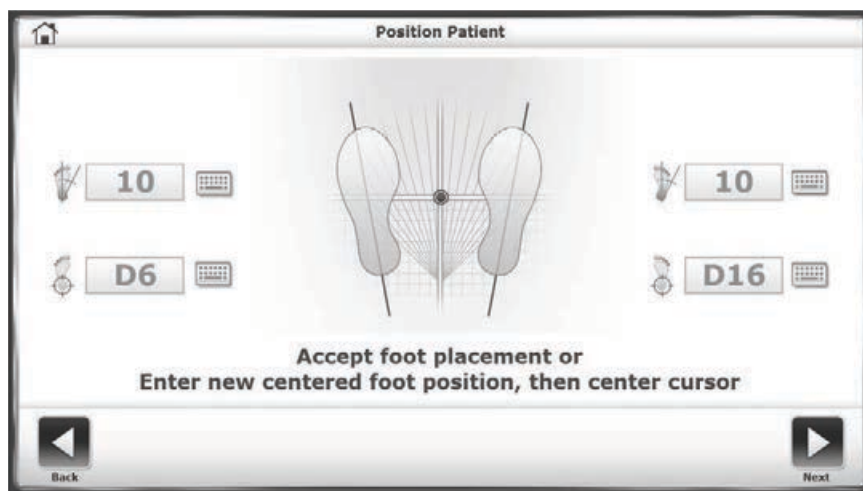 Position Patient
10
10
D6
D16
Accept foot placement or
Enter new centered foot position, then center cursor
Back
Next